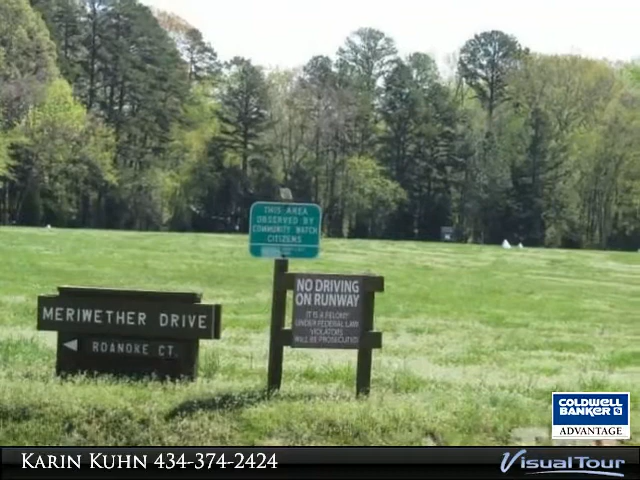 THIS AREA
OBSERVED BY
COMMUNITY WATCH
CITIZENS
NO DRIVING
ON RUNWAY
IT IS A FELONY
UNDER FEDERAL LAW
VIOLATORS
WILL BE PROSECUTED
MERIWETHER DRIVE
ROANOKE CT.
COLDWELL
BANKER
ADVANTAGE
KARIN KUHN 434-374-2424
VISUALTOUR